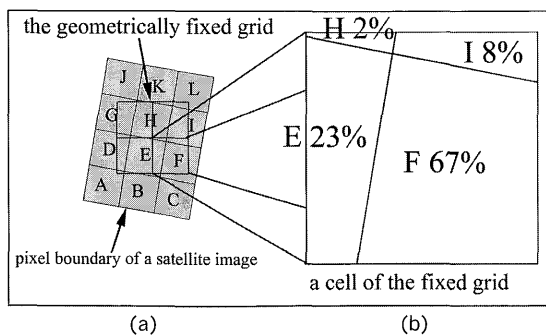 the geometrically fixed grid
J K L
G H I
D E F
A B C
pixel boundary of a satellite image
H 2%
I 8%
E 23%
F 67%
a cell of the fixed grid
(a) (b)